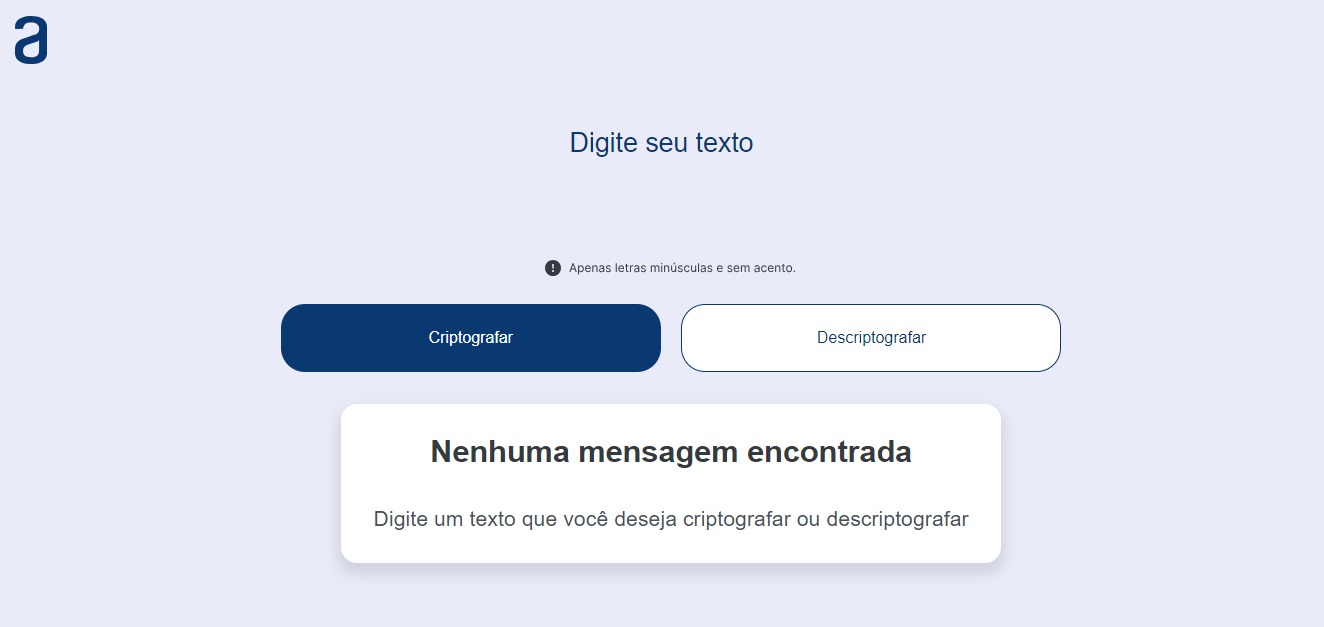 a
Digite seu texto
Apenas letras minúsculas e sem acento.
Criptografar
Descriptografar
Nenhuma mensagem encontrada
Digite um texto que você deseja criptografar ou descriptografar